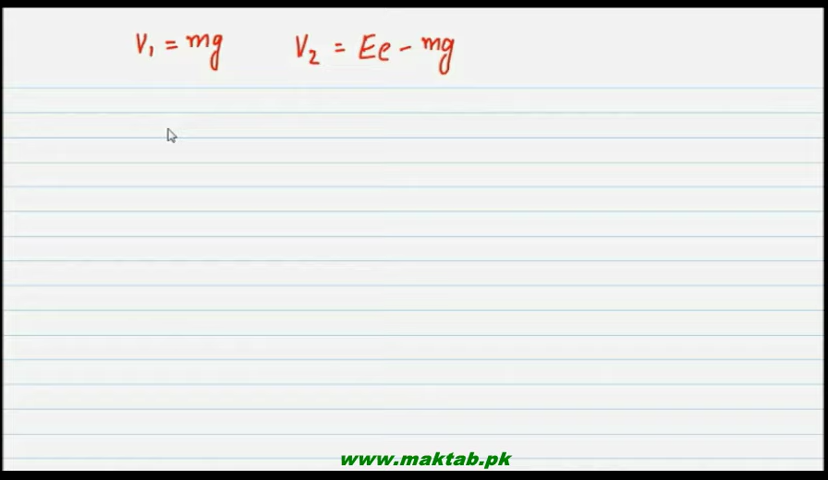 V₁ = mg V₂ = Ee - mg
www.maktab.pk